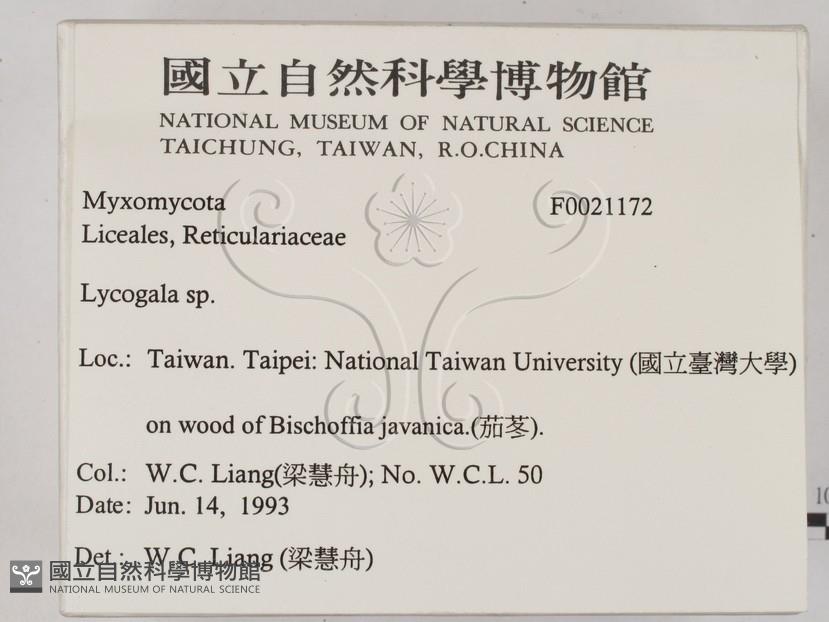 國立自然科學博物館
NATIONAL MUSEUM OF NATURAL SCIENCE
TAICHUNG, TAIWAN, R.O.CHINA
Myxomycota F0021172
Liceales, Reticulariaceae
Lycogala sp.
Loc.: Taiwan. Taipei: National Taiwan University (國立臺灣大學)
on wood of Bischoffia javanica.(茄苳).
Col.: W.C. Liang(梁慧舟); No. W.C.L. 50
Date: Jun. 14, 1993
Det.: W.C. Liang (梁慧舟)
國立自然科學博物館
NATIONAL MUSEUM OF NATURAL SCIENCE